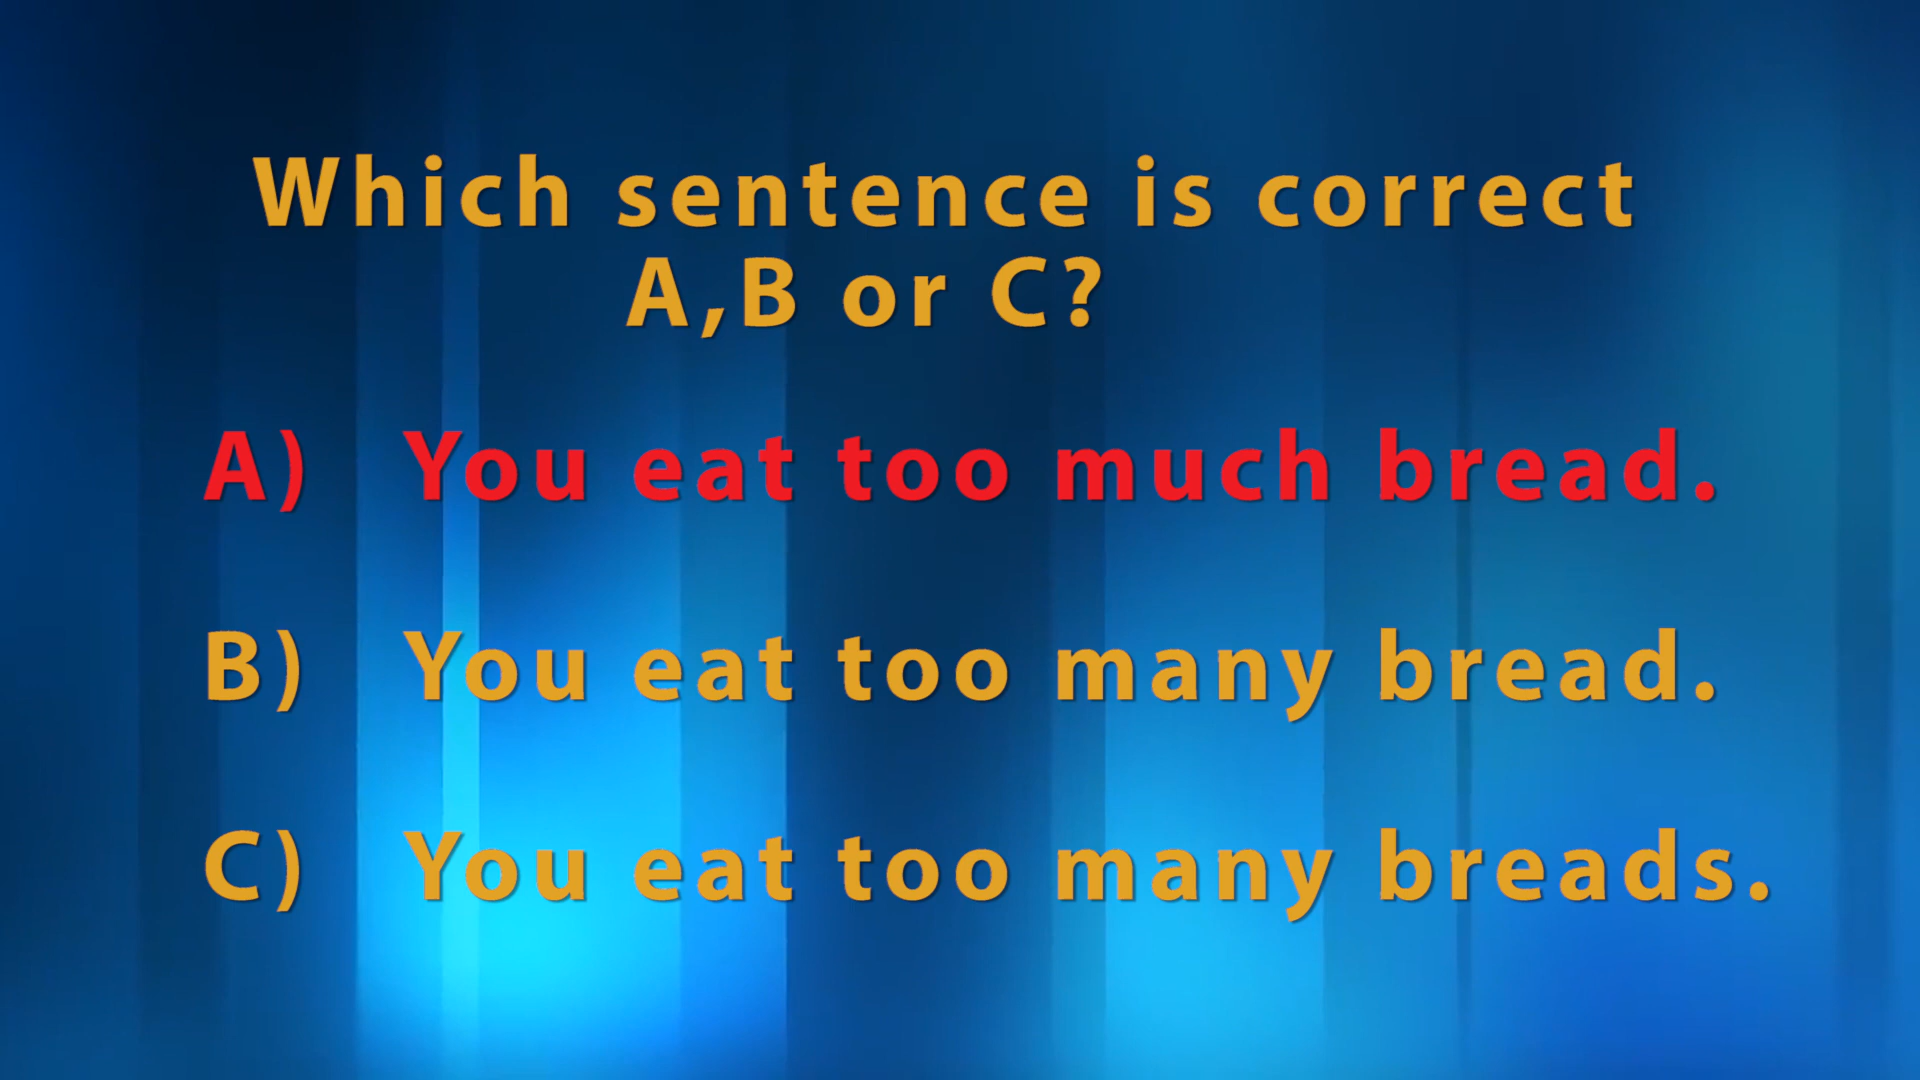 Which sentence is correct
A,B or C?
A) You eat too much bread.
B) You eat too many bread.
C) You eat too many breads.